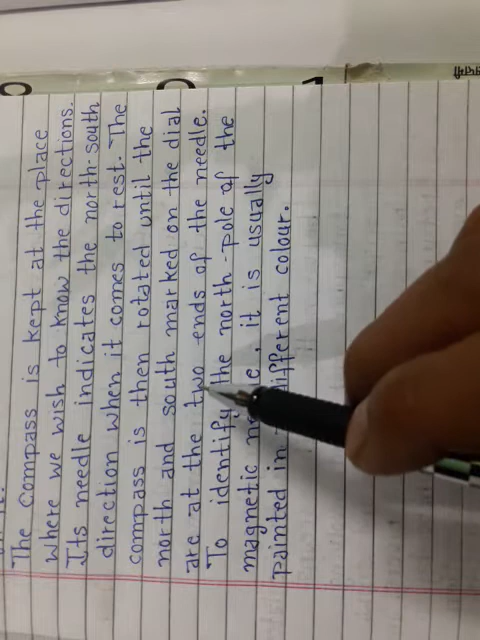 The compass is kept at the place
where we wish to know the directions.
Its needle indicates the north-south
direction when it comes to rest. The
compass is then rotated until the
north and south marked on the dial
are at the two ends of the needle.
To identify the north-pole of the
magnetic, it is usually
painted in different colour.